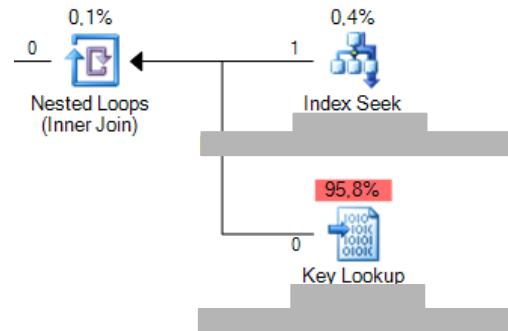 0,1%
0,4%
0
1
Nested Loops
(Inner Join)
Index Seek
95,8%
0
Key Lookup